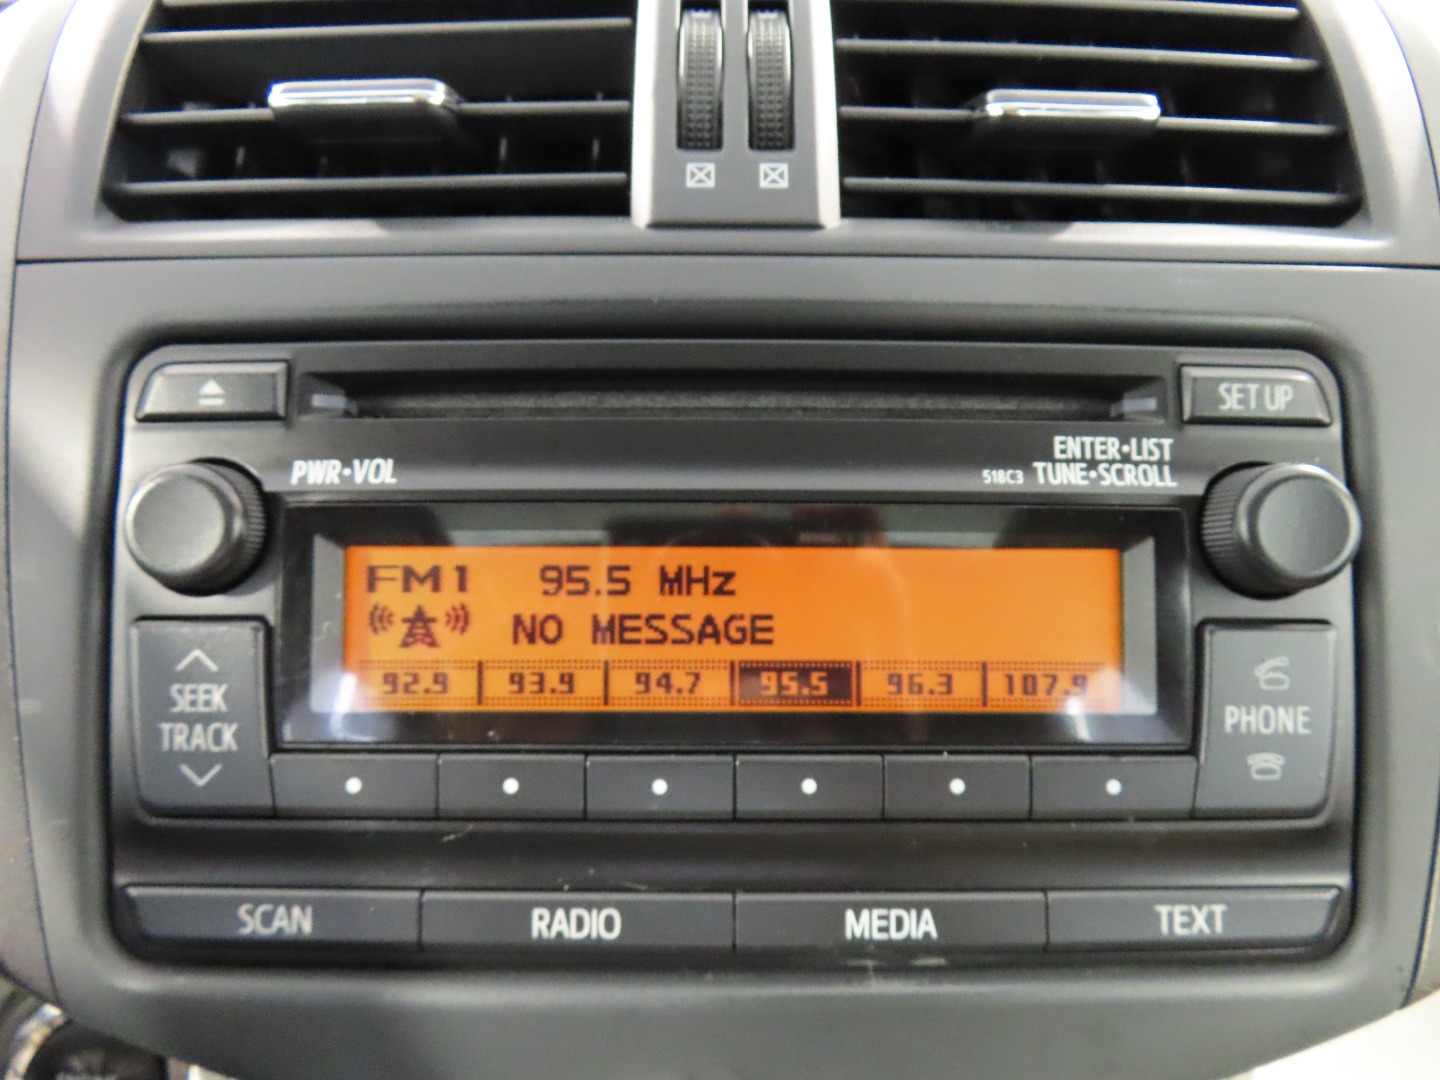 SET UP
PWR•VOL
ENTER•LIST
518C3 TUNE•SCROLL
FM1 95.5 MHz
NO MESSAGE
92.9 93.9 94.7 95.5 96.3 107.9
SEEK
TRACK
PHONE
SCAN RADIO MEDIA TEXT